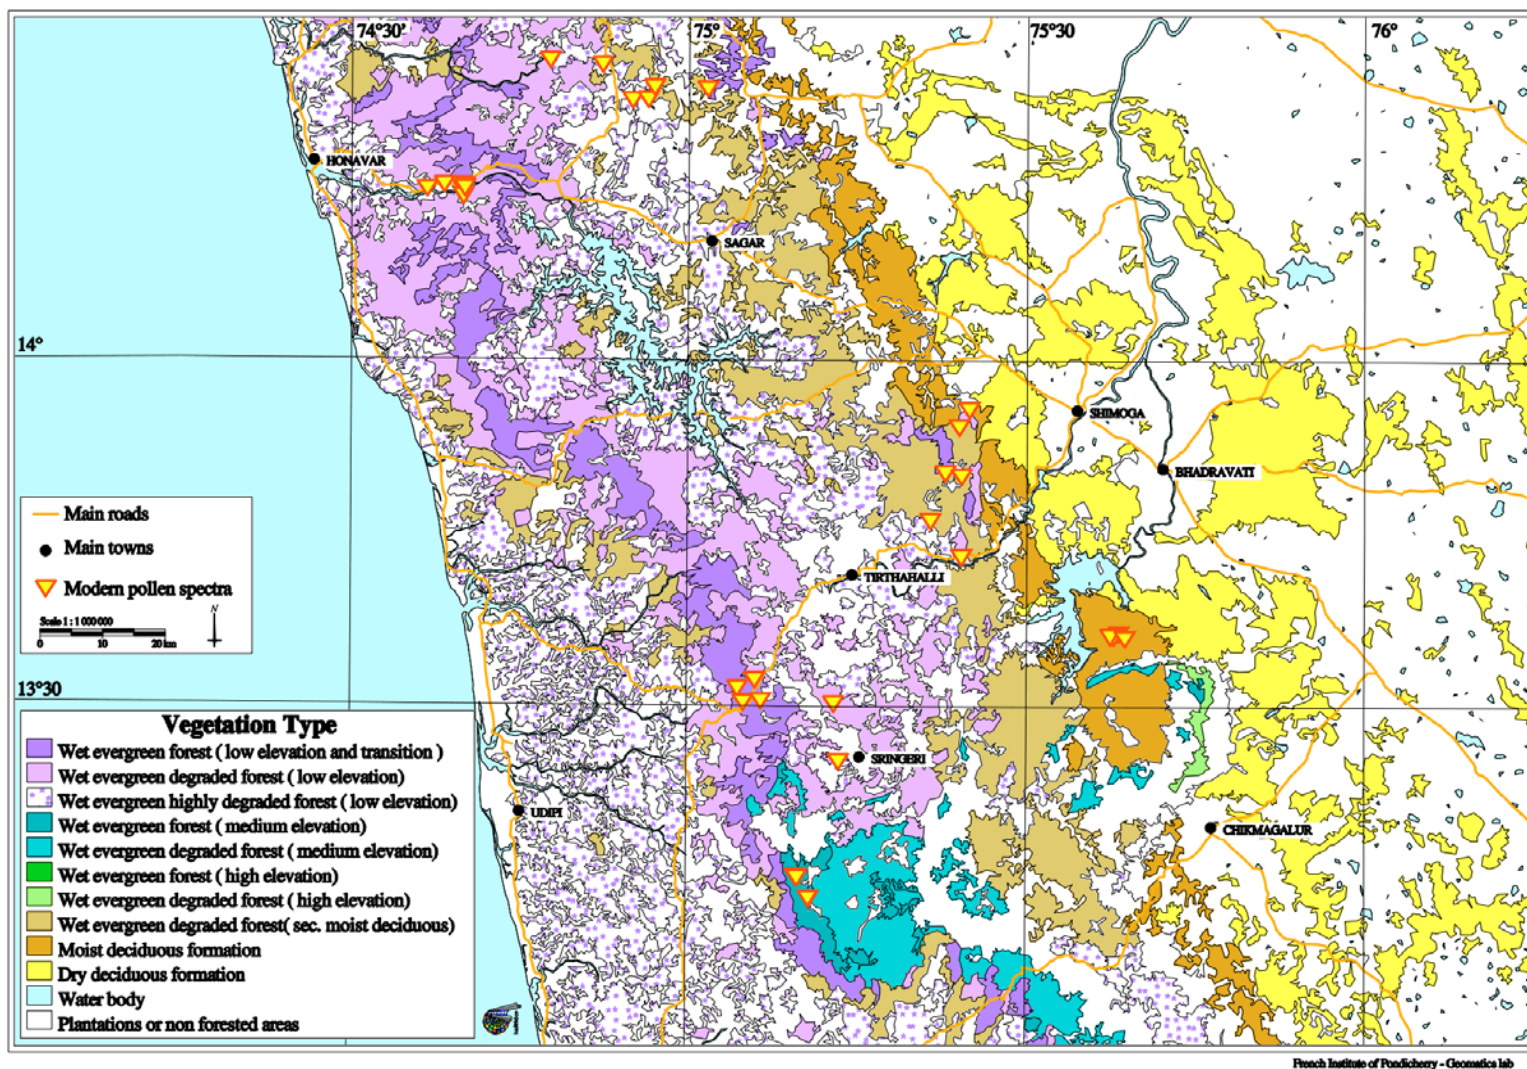 74°30'
75°
75°30
76°
HONAVAR
SAGAR
14°
SHIMOGA
BHADRAVATI
Main roads
Main towns
Modern pollen spectra
N
Scale 1 : 1 000 000
0 10 20 km
TIRTHAHALLI
13°30
Vegetation Type
Wet evergreen forest ( low elevation and transition )
Wet evergreen degraded forest ( low elevation)
Wet evergreen highly degraded forest ( low elevation)
Wet evergreen forest ( medium elevation)
Wet evergreen degraded forest ( medium elevation)
Wet evergreen forest ( high elevation)
Wet evergreen degraded forest ( high elevation)
Wet evergreen degraded forest( sec. moist deciduous)
Moist deciduous formation
Dry deciduous formation
Water body
Plantations or non forested areas
SRINGERI
UDIPI
CHIKMAGALUR
French Institute of Pondicherry - Geomatics lab